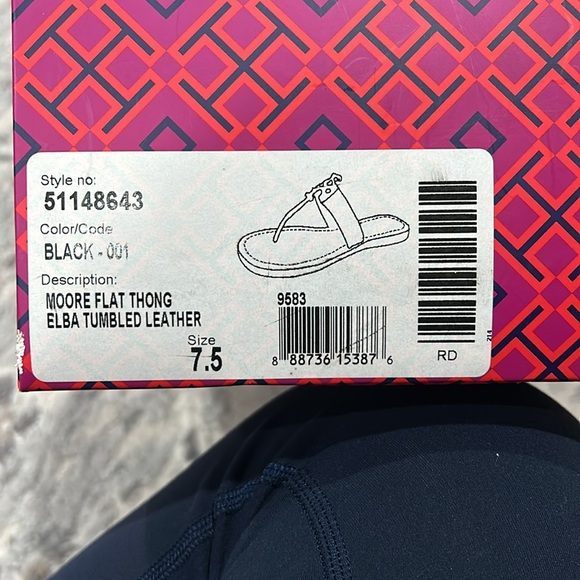 Style no:
51148643
Color/Code
BLACK - 001
Description:
MOORE FLAT THONG
ELBA TUMBLED LEATHER
Size
7.5
9583
8 88736 15387 6
RD
214